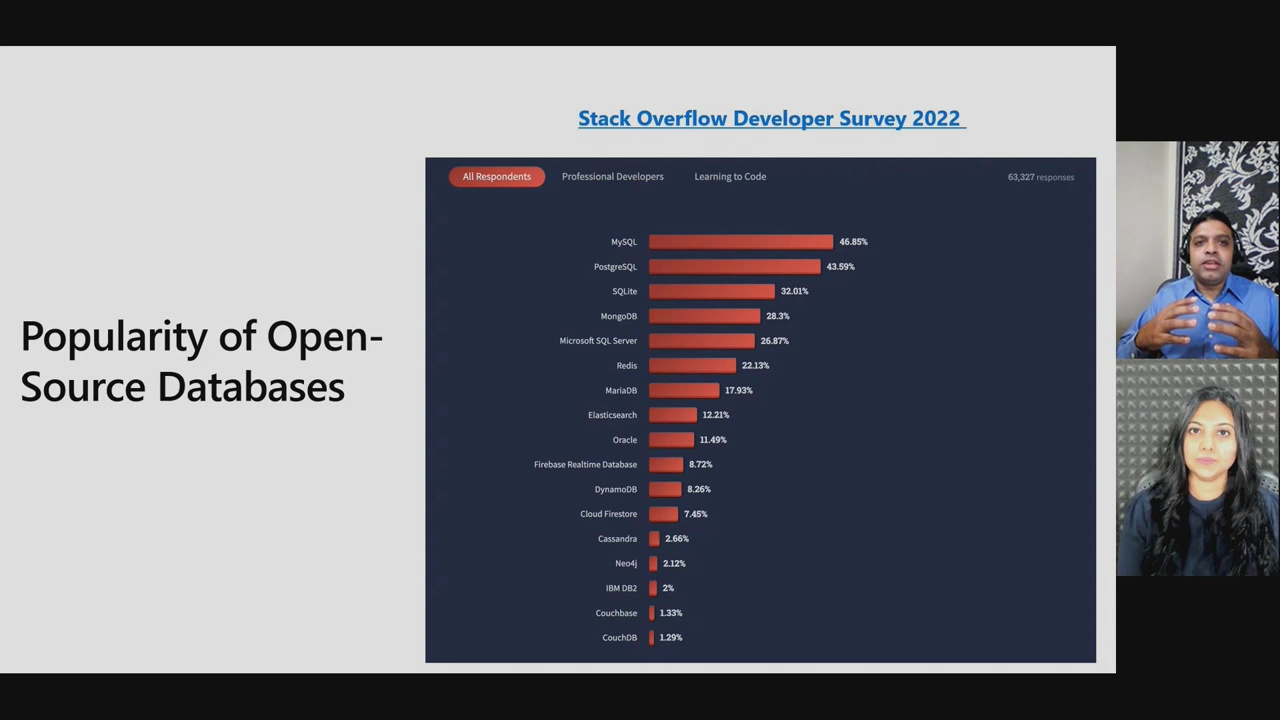 Stack Overflow Developer Survey 2022
Popularity of Open-
Source Databases
All Respondents Professional Developers Learning to Code 63,327 responses
MySQL 46.85%
PostgreSQL 43.59%
SQLite 32.01%
MongoDB 28.3%
Microsoft SQL Server 26.87%
Redis 22.13%
MariaDB 17.93%
Elasticsearch 12.21%
Oracle 11.49%
Firebase Realtime Database 8.72%
DynamoDB 8.26%
Cloud Firestore 7.45%
Cassandra 2.66%
Neo4j 2.12%
IBM DB2 2%
Couchbase 1.33%
CouchDB 1.29%